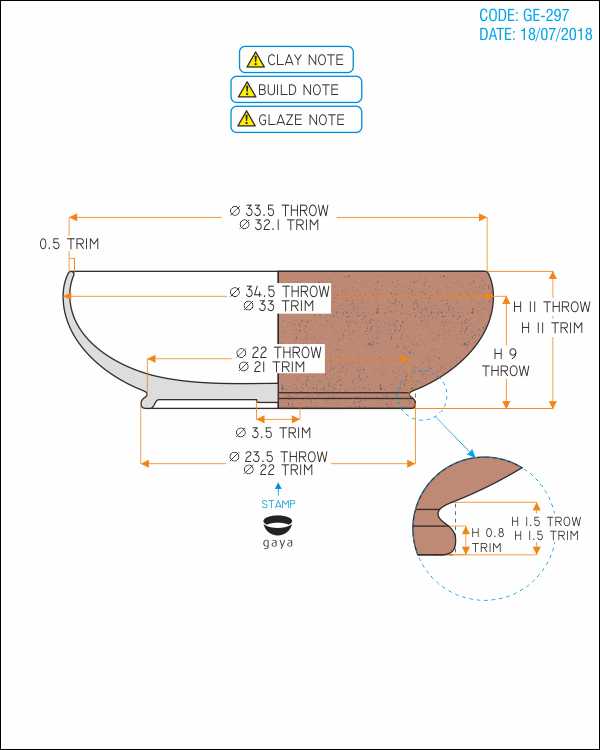 CODE: GE-297
DATE: 18/07/2018
CLAY NOTE
BUILD NOTE
GLAZE NOTE
Ø 33.5 THROW
Ø 32.1 TRIM
0.5 TRIM
Ø 34.5 THROW
Ø 33 TRIM
H 11 THROW
H 11 TRIM
Ø 22 THROW
Ø 21 TRIM
H 9
THROW
Ø 3.5 TRIM
Ø 23.5 THROW
Ø 22 TRIM
STAMP
gaya
H 1.5 TROW
H 1.5 TRIM
H 0.8
TRIM